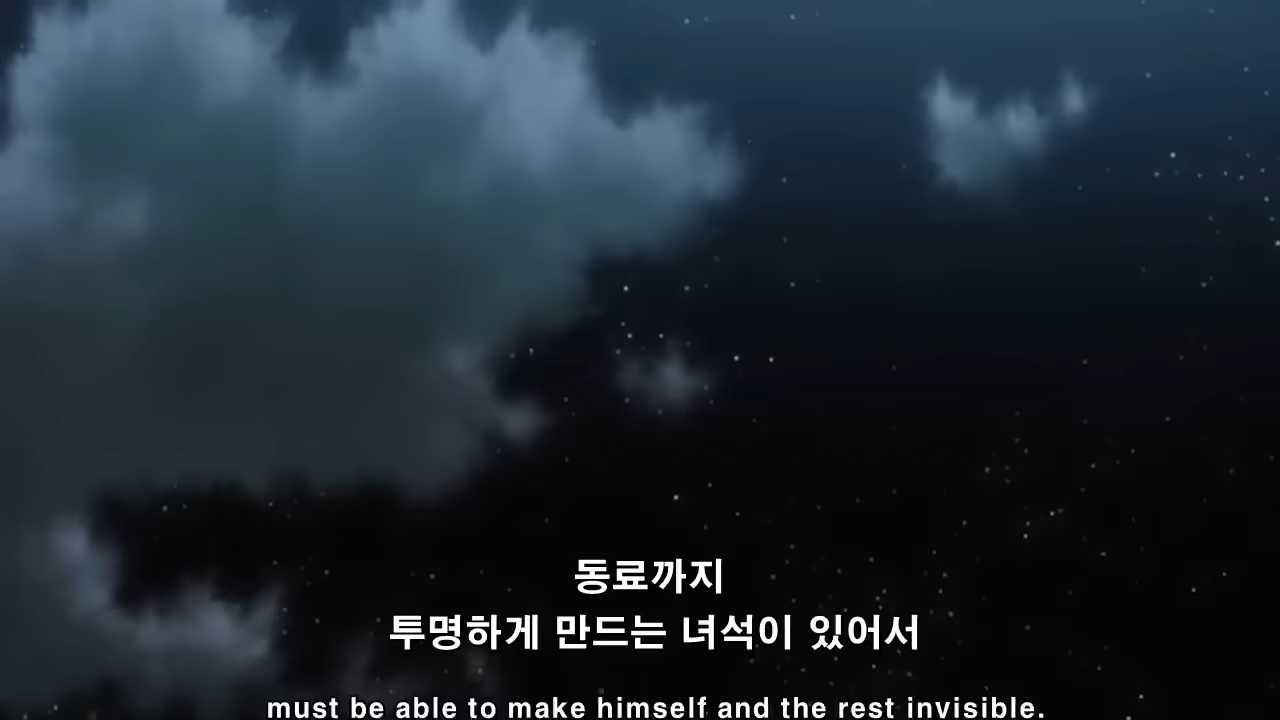 동료까지
투명하게 만드는 녀석이 있어서
must be able to make himself and the rest invisible.